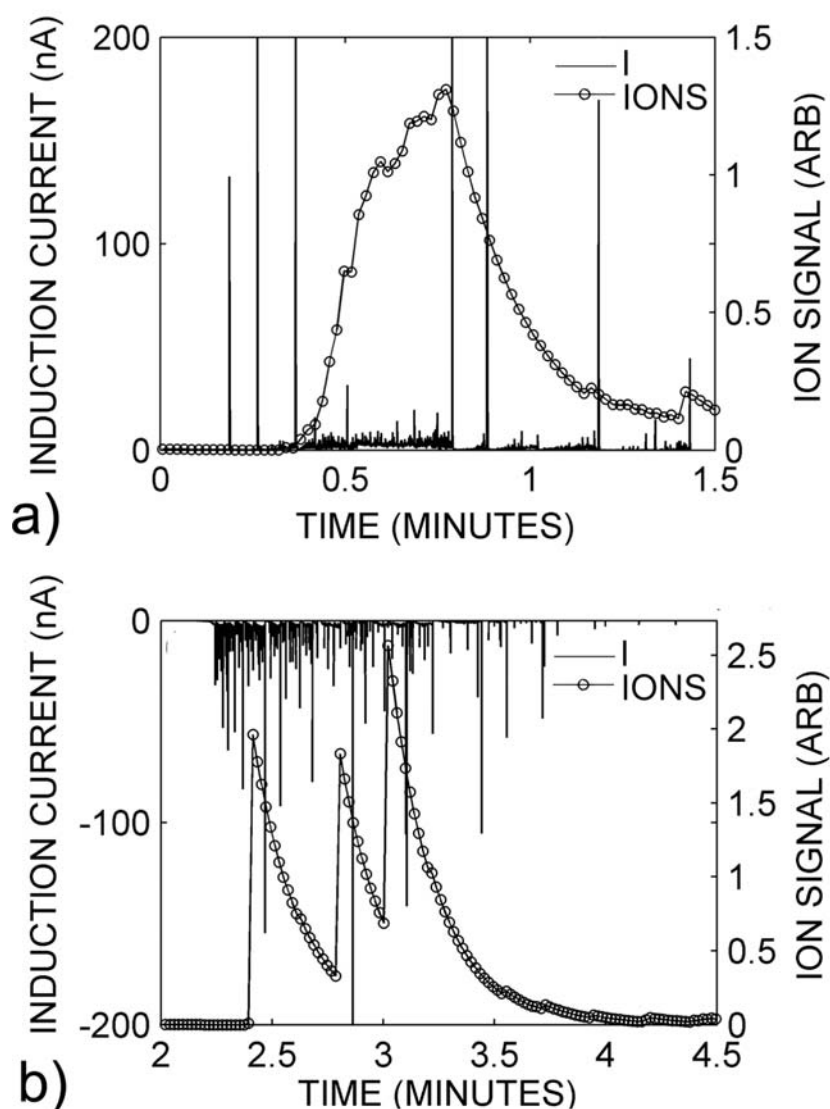 200
100
0
INDUCTION CURRENT (nA)
I
IONS
1.5
1
0.5
0
ION SIGNAL (ARB)
0 0.5 1 1.5
TIME (MINUTES)
a)
0
-100
-200
INDUCTION CURRENT (nA)
I
IONS
2.5
2
1.5
1
0.5
0
ION SIGNAL (ARB)
2 2.5 3 3.5 4 4.5
TIME (MINUTES)
b)